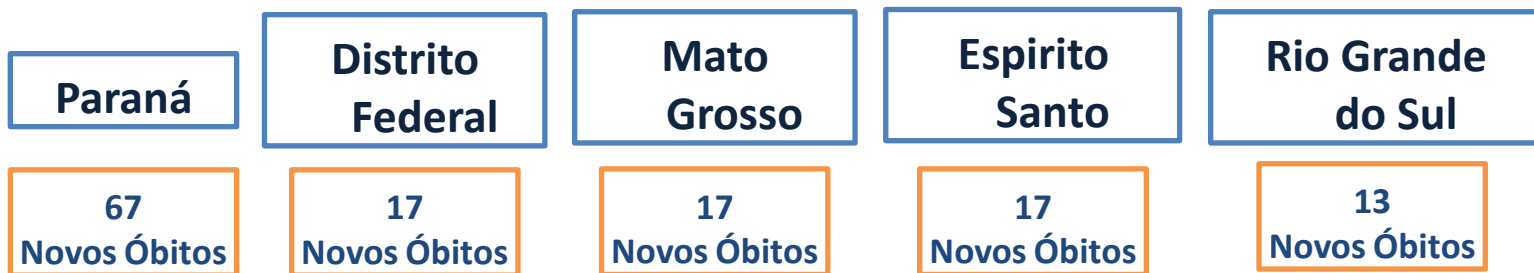 Paraná
67
Novos Óbitos
Distrito
Federal
17
Novos Óbitos
Mato
Grosso
17
Novos Óbitos
Espirito
Santo
17
Novos Óbitos
Rio Grande
do Sul
13
Novos Óbitos